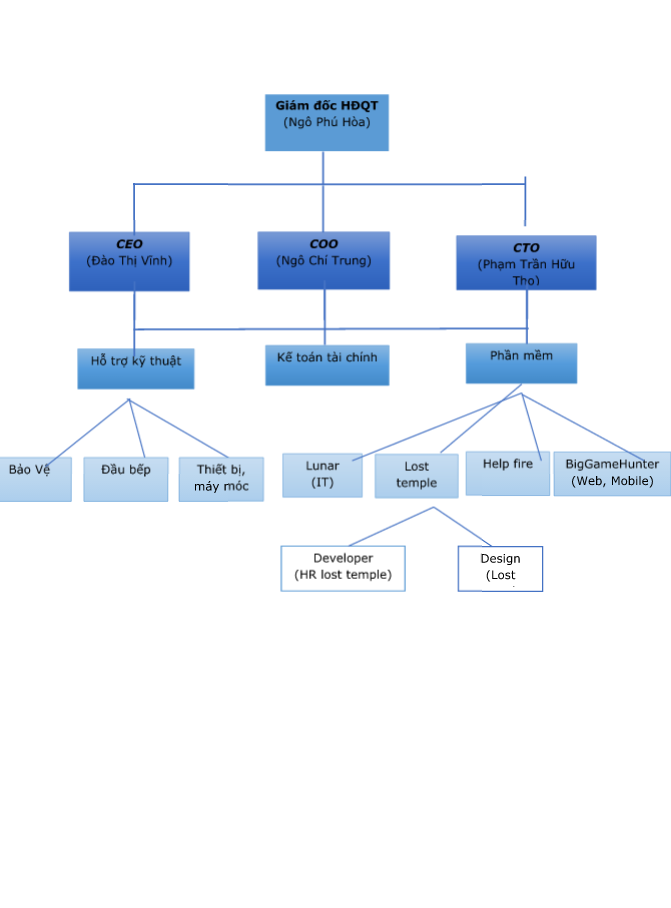 Giám đốc HĐQT
(Ngô Phú Hòa)
CEO
(Đào Thị Vĩnh)
COO
(Ngô Chí Trung)
CTO
(Phạm Trần Hữu
Thọ)
Hỗ trợ kỹ thuật
Kế toán tài chính
Phần mềm
Bảo Vệ
Đầu bếp
Thiết bị,
máy móc
Lunar
(IT)
Lost
temple
Help fire
BigGameHunter
(Web, Mobile)
Developer
(HR lost temple)
Design
(Lost